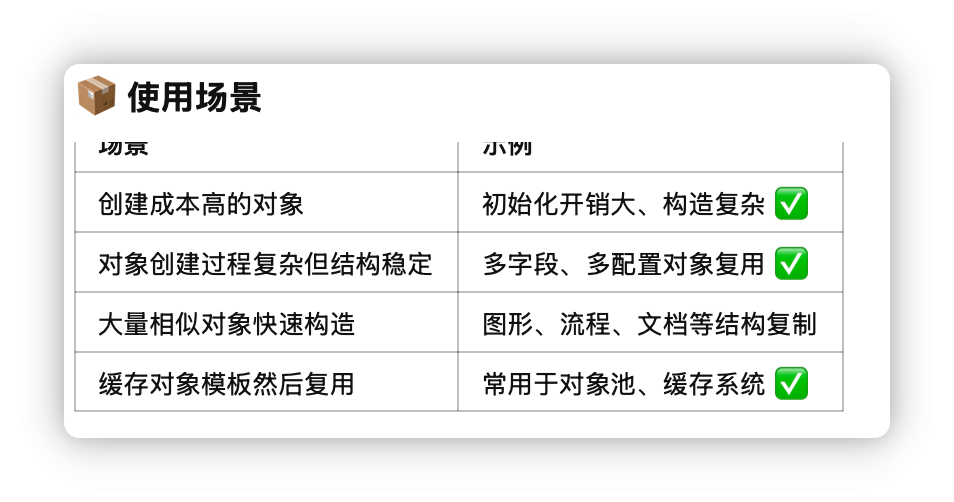 📦 使用场景
场景 示例
创建成本高的对象 初始化开销大、构造复杂 ✅
对象创建过程复杂但结构稳定 多字段、多配置对象复用 ✅
大量相似对象快速构造 图形、流程、文档等结构复制
缓存对象模板然后复用 常用于对象池、缓存系统 ✅